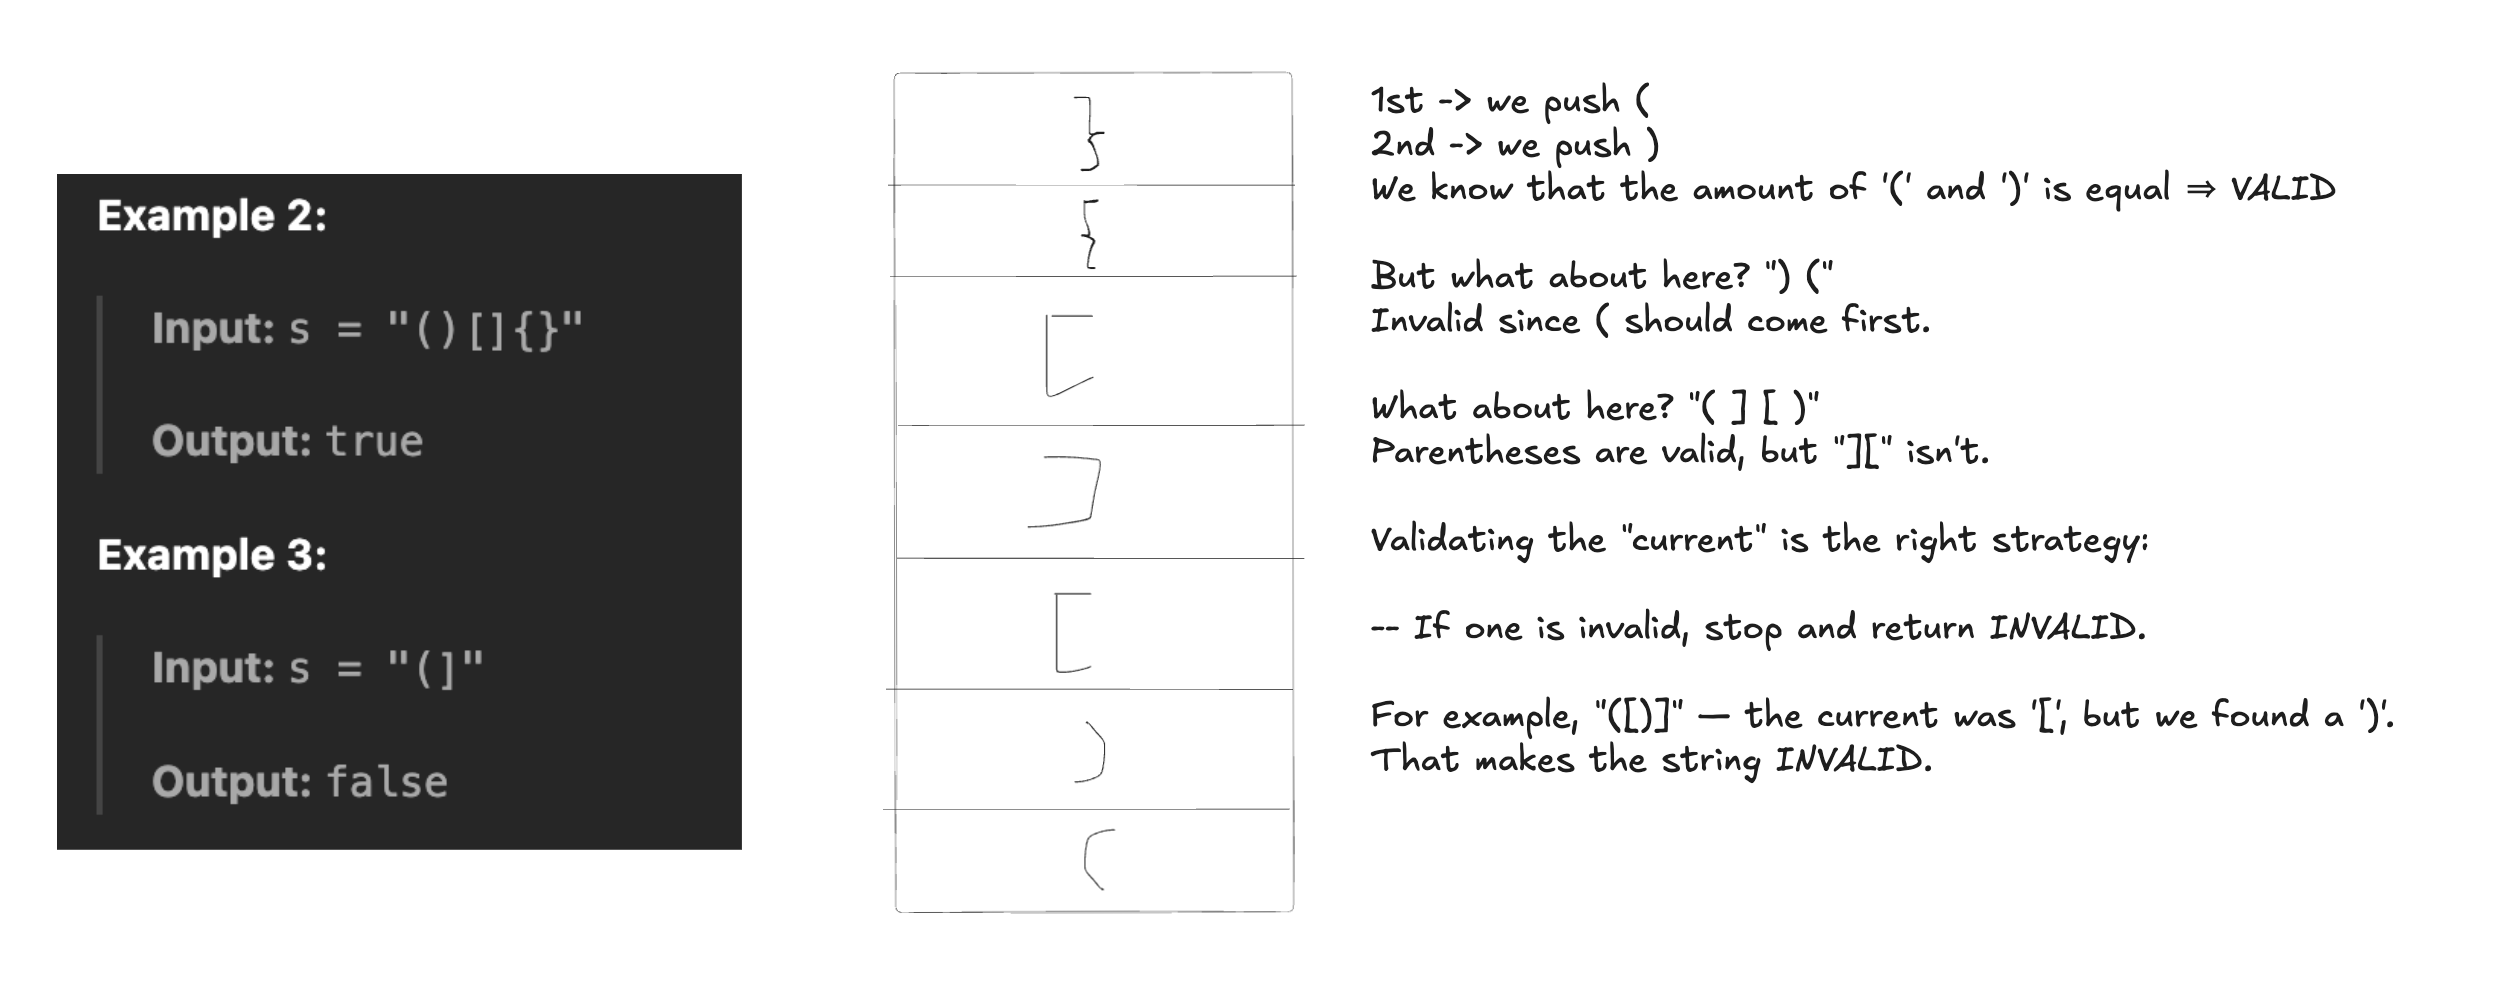 Example 2:
Input: s = "()[]{}"
Output: true
Example 3:
Input: s = "(]"
Output: false
}
{
[
]
[
)
(
1st -> we push (
2nd -> we push )
We know that the amount of '(' and ')' is equal => VALID
But what about here? ") ("
Invalid since ( should come first.
What about here? "( ] [ )"
Parentheses are valid, but "][" isn't.
Validating the "current" is the right strategy:
-- If one is invalid, stop and return INVALID.
For example, "([)]" — the current was '[', but we found a ')'.
That makes the string INVALID.